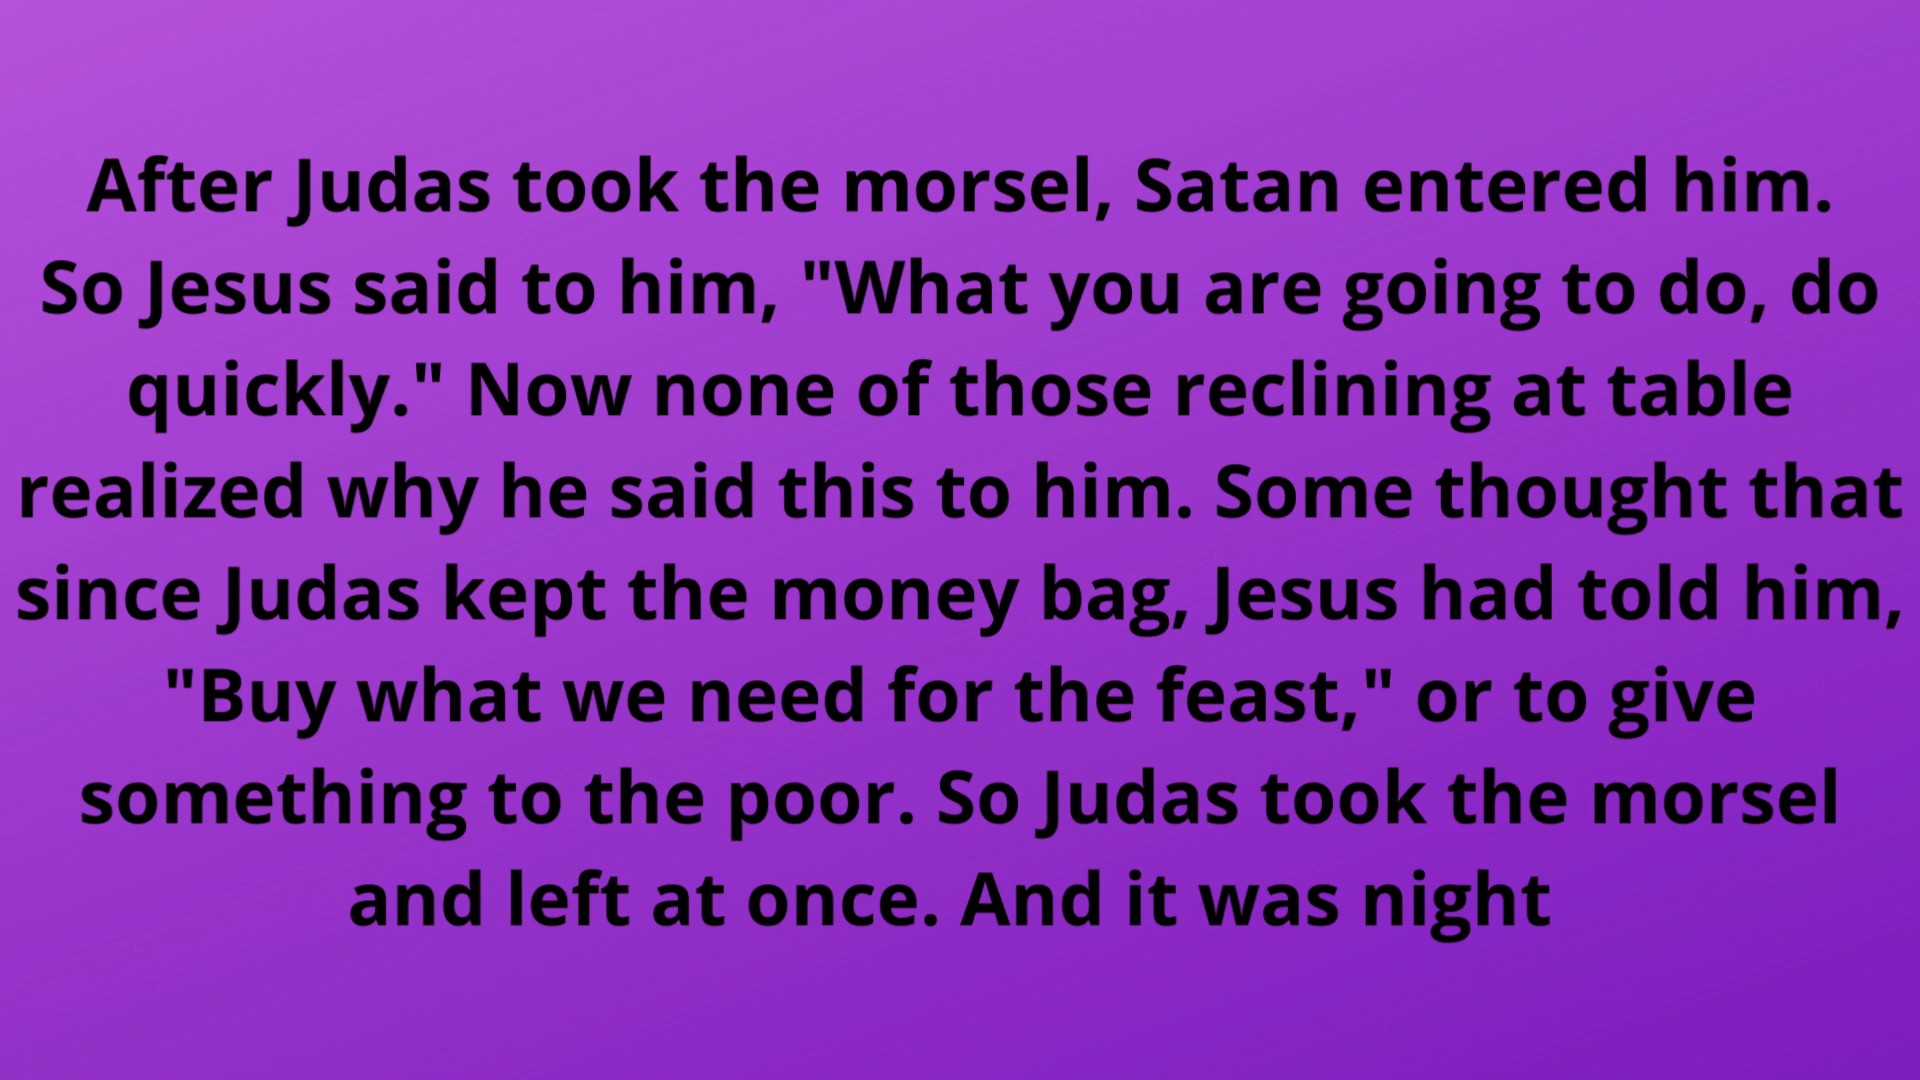 After Judas took the morsel, Satan entered him.
So Jesus said to him, "What you are going to do, do
quickly." Now none of those reclining at table
realized why he said this to him. Some thought that
since Judas kept the money bag, Jesus had told him,
"Buy what we need for the feast," or to give
something to the poor. So Judas took the morsel
and left at once. And it was night